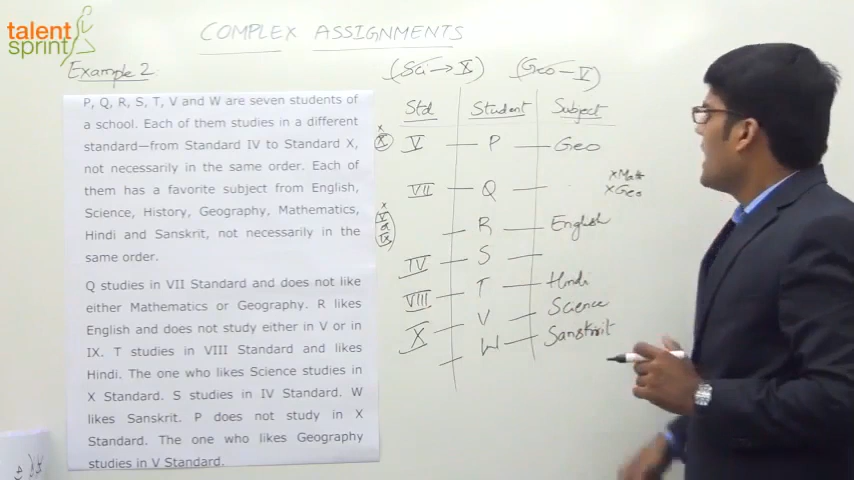 talent
sprint
COMPLEX ASSIGNMENTS
Example 2
P, Q, R, S, T, V and W are seven students of
a school. Each of them studies in a different
standard—from Standard IV to Standard X,
not necessarily in the same order. Each of
them has a favorite subject from English,
Science, History, Geography, Mathematics,
Hindi and Sanskrit, not necessarily in the
same order.
Q studies in VII Standard and does not like
either Mathematics or Geography. R likes
English and does not study either in V or in
IX. T studies in VIII Standard and likes
Hindi. The one who likes Science studies in
X Standard. S studies in IV Standard. W
likes Sanskrit. P does not study in X
Standard. The one who likes Geography
studies in V Standard.
(Sci → X) (Geo — V)
Std Student Subject
x
X V — P — Geo
VII — Q — x Math
x Geo
x
V
or
IX
— R — English
IV — S —
VIII — T — Hindi
X — V — Science
— W — Sanskrit